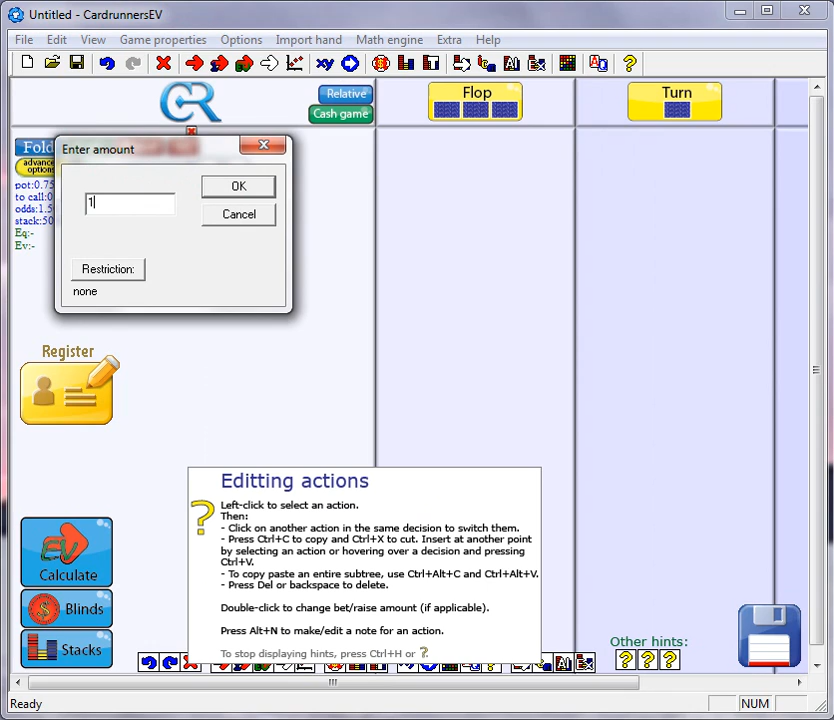 Untitled - CardrunnersEV
File Edit View Game properties Options Import hand Math engine Extra Help
CR
Relative
Cash game
Flop
Turn
Fold
advanced
options
pot:0.75
to call:0
odds:1.5
stack:50
Eq:-
Ev:-
Enter amount
1
OK
Cancel
Restriction:
none
Register
EV
Calculate
Blinds
Stacks
Editting actions
Left-click to select an action.
Then:
- Click on another action in the same decision to switch them.
- Press Ctrl+C to copy and Ctrl+X to cut. Insert at another point
by selecting an action or hovering over a decision and pressing
Ctrl+V.
- To copy paste an entire subtree, use Ctrl+Alt+C and Ctrl+Alt+V.
- Press Del or backspace to delete.
Double-click to change bet/raise amount (if applicable).
Press Alt+N to make/edit a note for an action.
To stop displaying hints, press Ctrl+H or ?
Other hints:
? ? ?
Ready
NUM